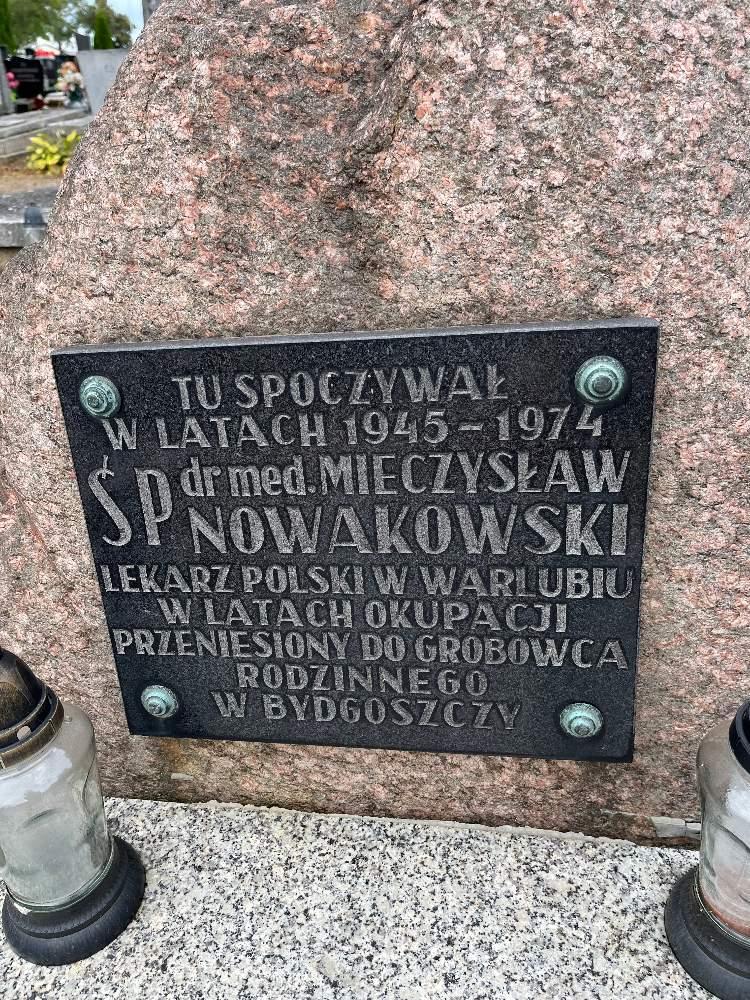 TU SPOCZYWAŁ
W LATACH 1945-1974
ŚP dr med. MIECZYSŁAW
NOWAKOWSKI
LEKARZ POLSKI W WARLUBIU
W LATACH OKUPACJI
PRZENIESIONY DO GROBOWCA
RODZINNEGO
W BYDGOSZCZY